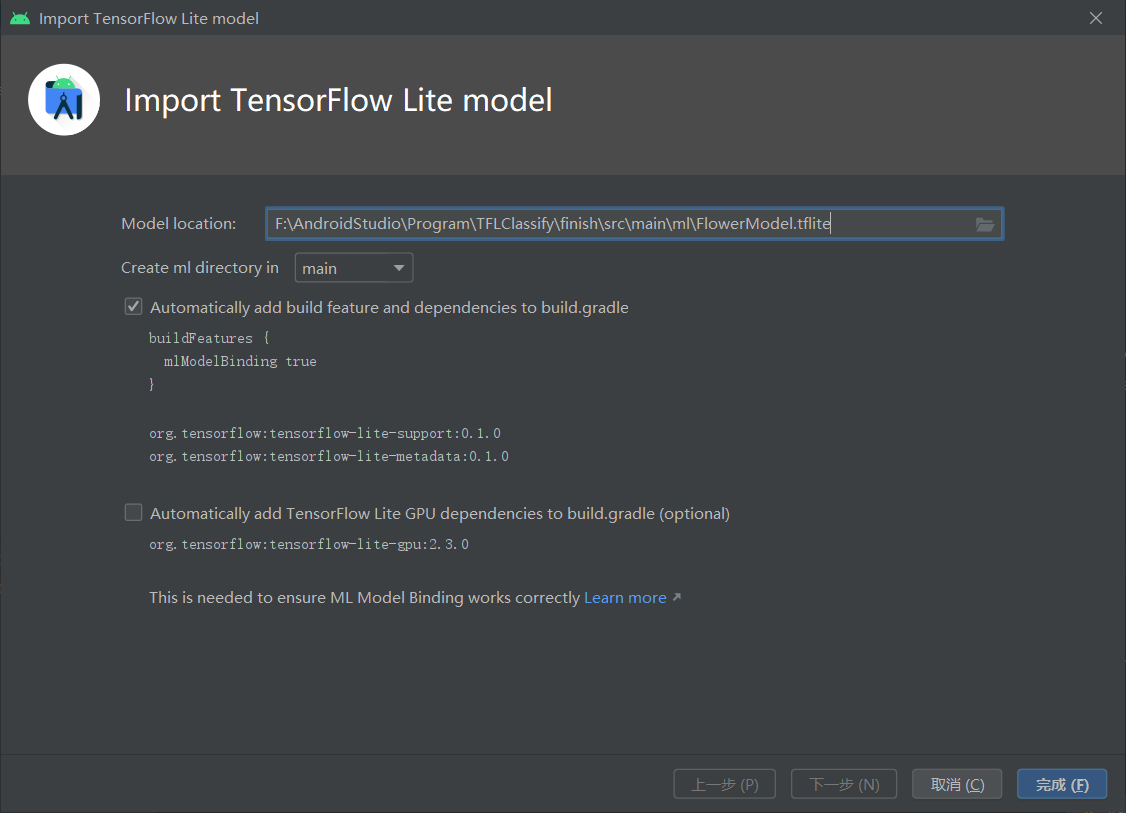 Import TensorFlow Lite model
Import TensorFlow Lite model
Model location: F:\AndroidStudio\Program\TFLClassify\finish\src\main\ml\FlowerModel.tflite
Create ml directory in main
Automatically add build feature and dependencies to build.gradle
buildFeatures {
mlModelBinding true
}
org.tensorflow:tensorflow-lite-support:0.1.0
org.tensorflow:tensorflow-lite-metadata:0.1.0
Automatically add TensorFlow Lite GPU dependencies to build.gradle (optional)
org.tensorflow:tensorflow-lite-gpu:2.3.0
This is needed to ensure ML Model Binding works correctly Learn more
上一步 (P) 下一步 (N) 取消 (C) 完成 (F)